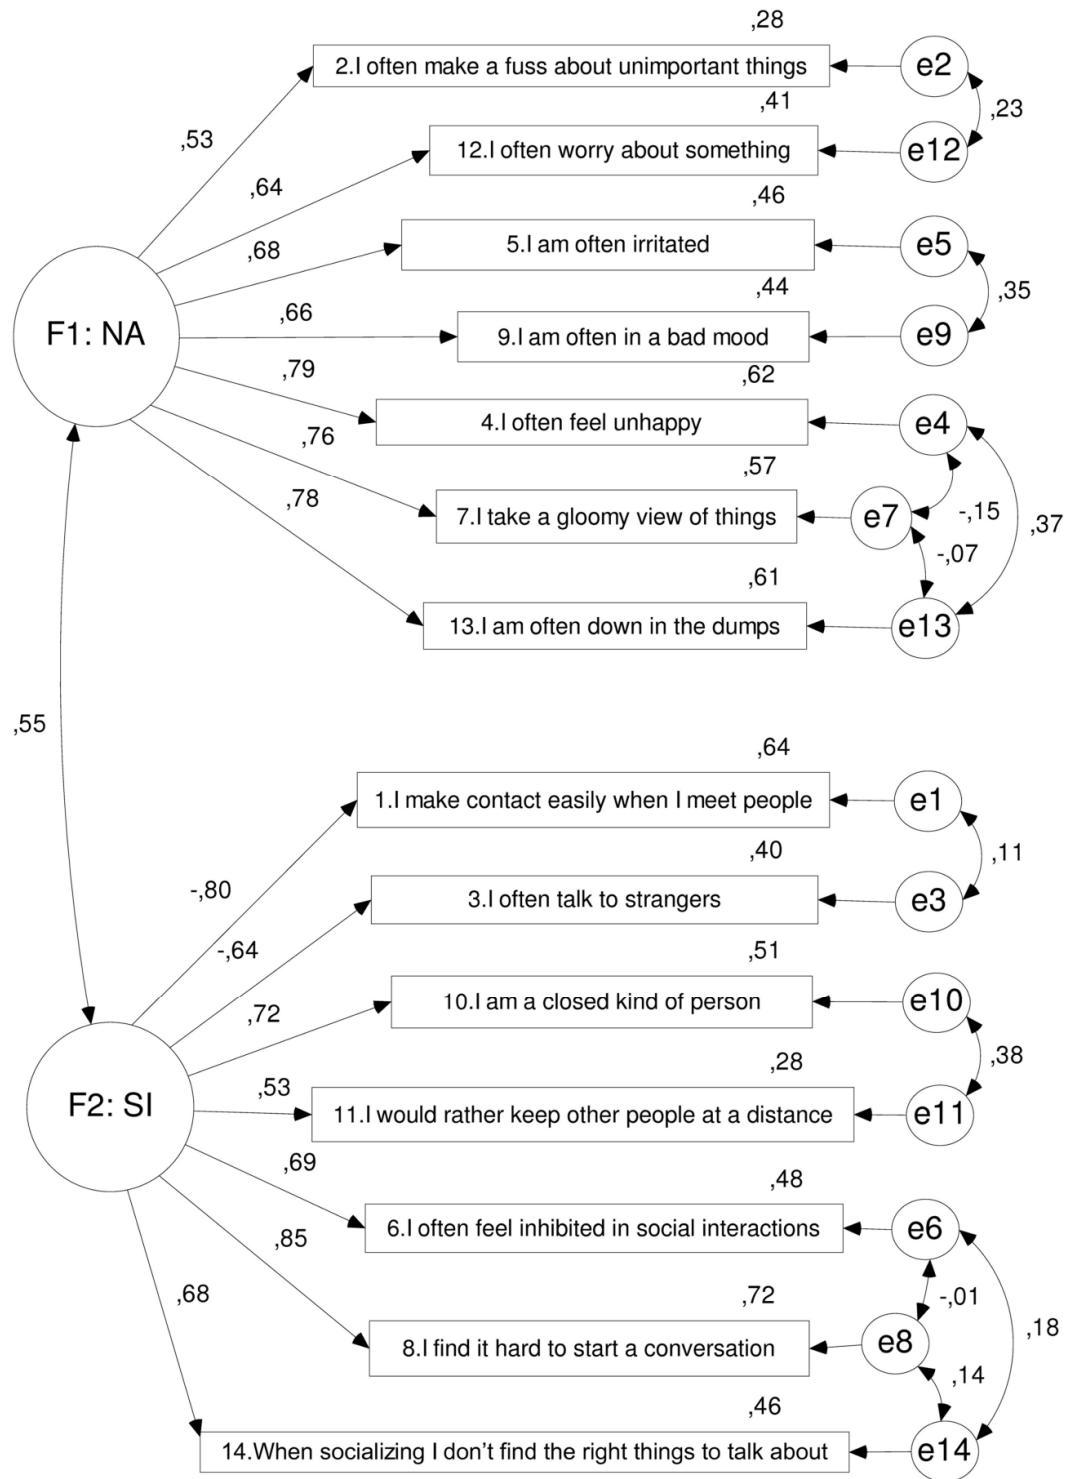 ,28
2.I often make a fuss about unimportant things
e2
,53
,41
,23
12.I often worry about something
e12
,64
,46
,68
5.I am often irritated
e5
,44
,35
F1: NA
,66
9.I am often in a bad mood
e9
,79
,62
4.I often feel unhappy
e4
,76
,57
7.I take a gloomy view of things
e7
-,15
,37
,78
-,07
,61
13.I am often down in the dumps
e13
,55
,64
1.I make contact easily when I meet people
e1
,40
,11
-,80
3.I often talk to strangers
e3
-,64
,51
,72
10.I am a closed kind of person
e10
,28
,38
F2: SI
,53
11.I would rather keep other people at a distance
e11
,69
,48
6.I often feel inhibited in social interactions
e6
,85
-,01
,68
,72
8.I find it hard to start a conversation
e8
,18
,14
,46
14.When socializing I don’t find the right things to talk about
e14